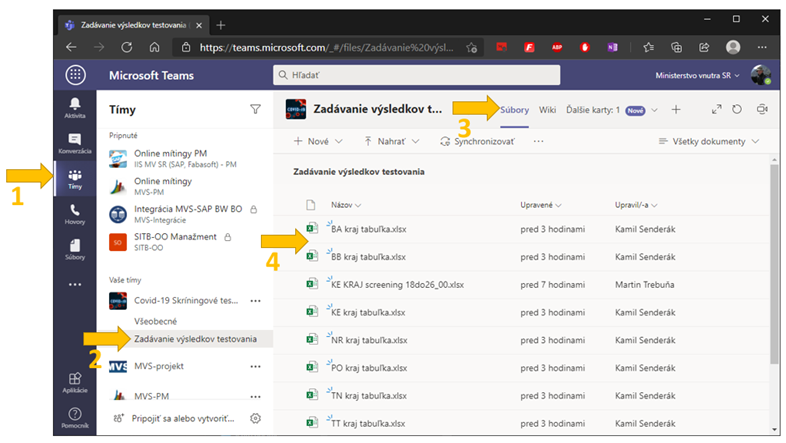 Zadávanie výsledkov testovania
https://teams.microsoft.com/_#/files/Zadávanie%20výsl...
ABP
Microsoft Teams
Hľadať
Ministerstvo vnutra SR
Aktivita
Konverzácia
Tímy
Hovory
Súbory
Aplikácie
Pomocník
Tímy
Pripnuté
Online mítingy PM
IIS MV SR (SAP, Fabasoft) - PM
Online mítingy
MVS-PM
Integrácia MVS-SAP BW BO
MVS-Integrácie
SO
SITB-OO Manažment
SITB-OO
Vaše tímy
Covid-19 Skríningové tes...
Všeobecné
Zadávanie výsledkov testovania
MVS
MVS-projekt
MVS-PM
Pripojiť sa alebo vytvoriť...
COVID-19
Zadávanie výsledkov t...
Súbory
Wiki
Ďalšie karty: 1
Nové
Nové
Nahrať
Synchronizovať
Všetky dokumenty
Zadávanie výsledkov testovania
Názov
Upravené
Upravil/-a
BA kraj tabuľka.xlsx
pred 3 hodinami
Kamil Senderák
BB kraj tabuľka.xlsx
pred 3 hodinami
Kamil Senderák
KE KRAJ screening 18do26_00.xlsx
pred 7 hodinami
Martin Trebuňa
KE kraj tabuľka.xlsx
pred 3 hodinami
Kamil Senderák
NR kraj tabuľka.xlsx
pred 3 hodinami
Kamil Senderák
PO kraj tabuľka.xlsx
pred 3 hodinami
Kamil Senderák
TN kraj tabuľka.xlsx
pred 3 hodinami
Kamil Senderák
TT kraj tabuľka.xlsx
pred 3 hodinami
Kamil Senderák
1
2
3
4